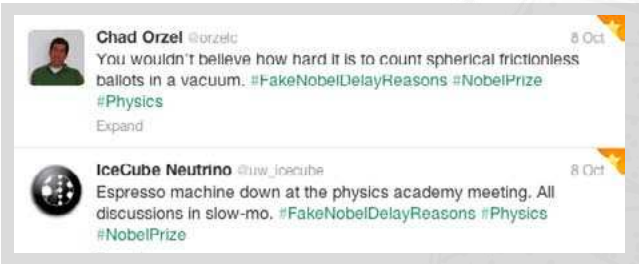 Chad Orzel @orzelc 8 Oct
You wouldn't believe how hard it is to count spherical frictionless
ballots in a vacuum. #FakeNobelDelayReasons #NobelPrize
#Physics
Expand
IceCube Neutrino @uw_icecube 8 Oct
Espresso machine down at the physics academy meeting. All
discussions in slow-mo. #FakeNobelDelayReasons #Physics
#NobelPrize